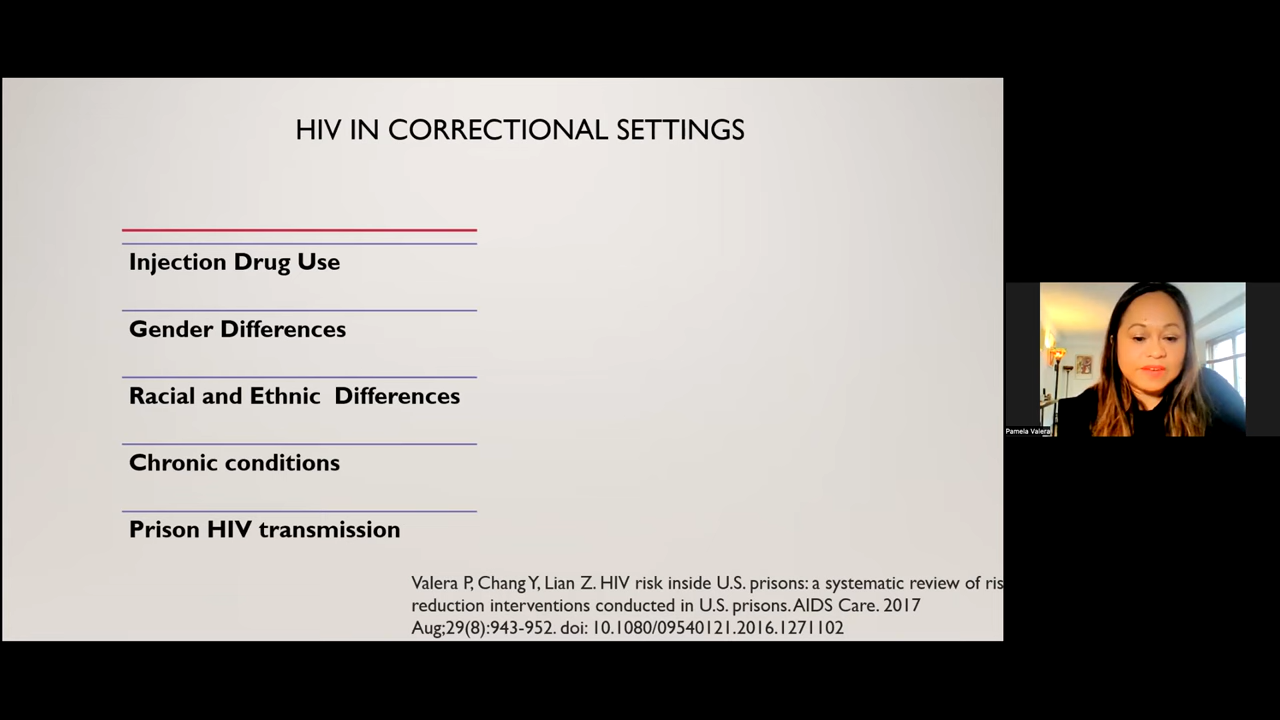 HIV IN CORRECTIONAL SETTINGS
Injection Drug Use
Gender Differences
Racial and Ethnic  Differences
Chronic conditions
Prison HIV transmission
Valera P, Chang Y, Lian Z. HIV risk inside U.S. prisons: a systematic review of ris
reduction interventions conducted in U.S. prisons. AIDS Care. 2017
Aug;29(8):943-952. doi: 10.1080/09540121.2016.1271102
Pamela Valera